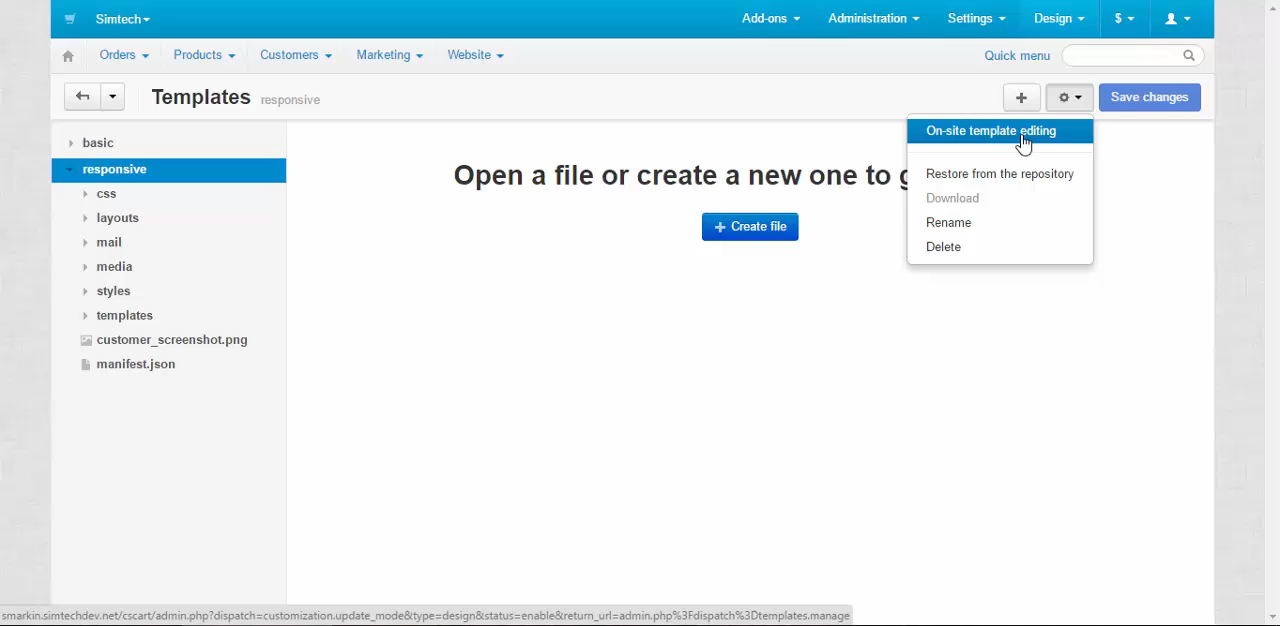 Simtech
Add-ons
Administration
Settings
Design
$
Orders
Products
Customers
Marketing
Website
Quick menu
Templates responsive
Save changes
basic
responsive
css
layouts
mail
media
styles
templates
customer_screenshot.png
manifest.json
Open a file or create a new one to g
Create file
On-site template editing
Restore from the repository
Download
Rename
Delete
smarkin.simtechdev.net/cscart/admin.php?dispatch=customization.update_mode&type=design&status=enable&return_url=admin.php%3Fdispatch%3Dtemplates.manage